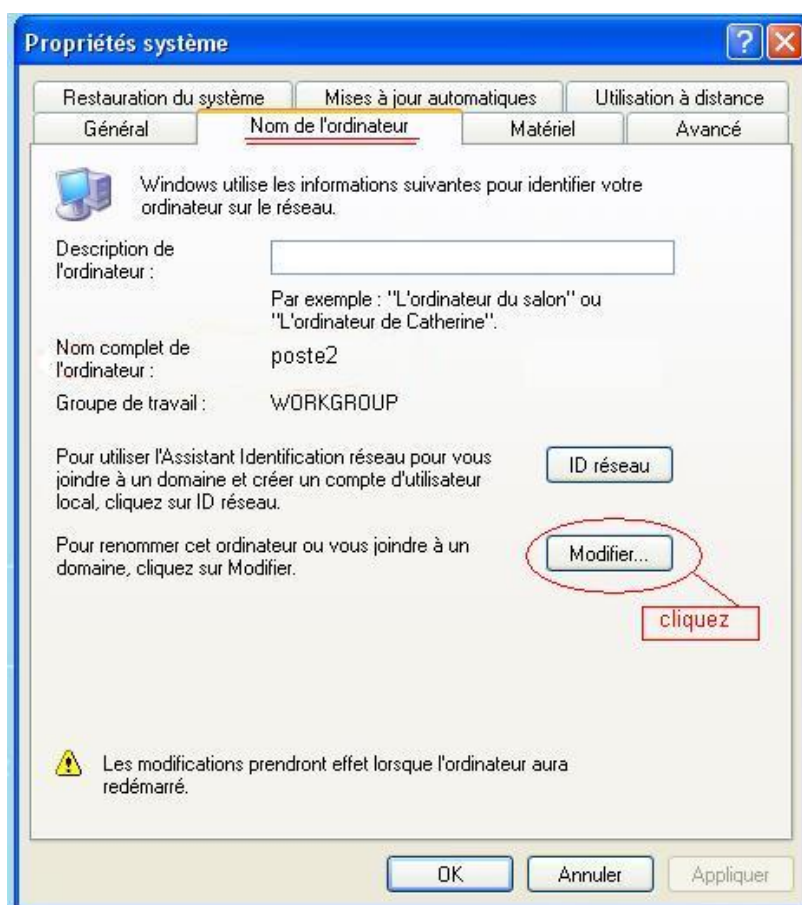 Propriétés système
Restauration du système
Mises à jour automatiques
Utilisation à distance
Général
Nom de l'ordinateur
Matériel
Avancé
Windows utilise les informations suivantes pour identifier votre
ordinateur sur le réseau.
Description de
l'ordinateur :
Par exemple : "L'ordinateur du salon" ou
"L'ordinateur de Catherine".
Nom complet de
l'ordinateur :
poste2
Groupe de travail :
WORKGROUP
Pour utiliser l'Assistant Identification réseau pour vous
joindre à un domaine et créer un compte d'utilisateur
local, cliquez sur ID réseau.
ID réseau
Pour renommer cet ordinateur ou vous joindre à un
domaine, cliquez sur Modifier.
Modifier...
cliquez
Les modifications prendront effet lorsque l'ordinateur aura
redémarré.
OK
Annuler
Appliquer